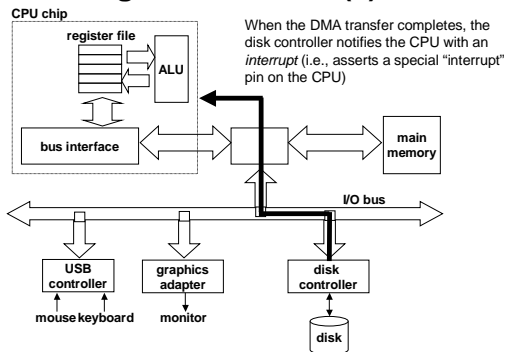 CPU chip
register file
ALU
When the DMA transfer completes, the
disk controller notifies the CPU with an
interrupt (i.e., asserts a special “interrupt”
pin on the CPU)
bus interface
main
memory
I/O bus
USB
controller
graphics
adapter
disk
controller
mouse keyboard
monitor
disk